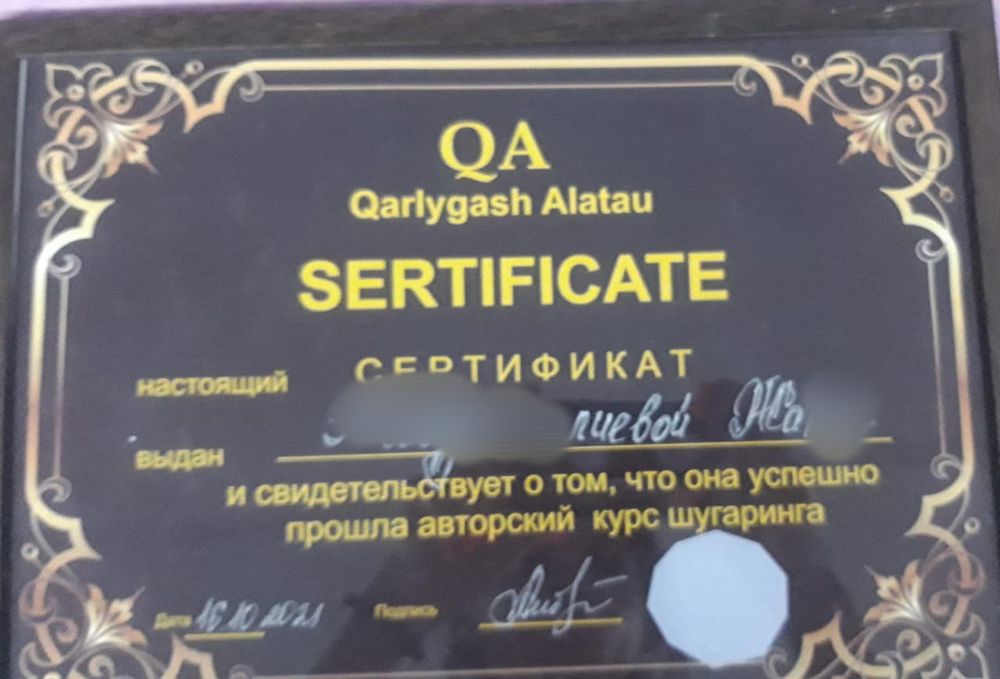 QA
Qarlygash Alatau
SERTIFICATE
СЕРТИФИКАТ
настоящий
выдан
и свидетельствует о том, что она успешно
прошла авторский курс шугаринга
Дата 16.10.2021 Подпись